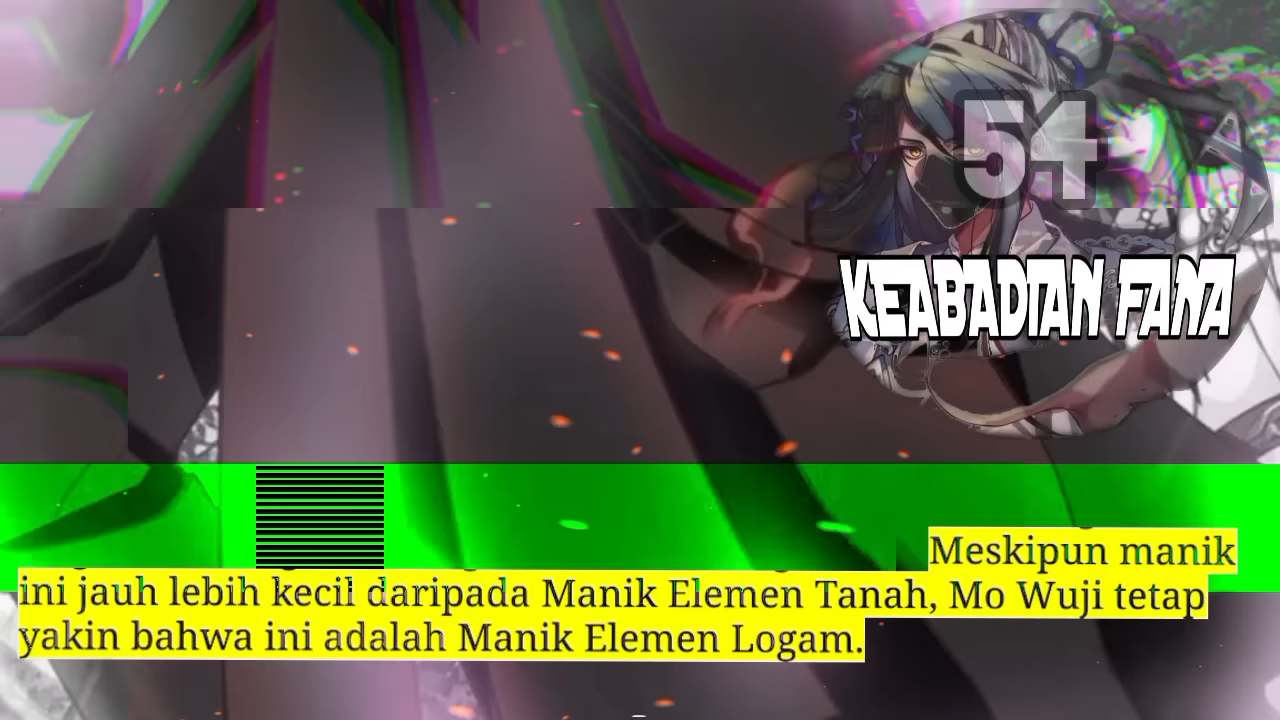 54
KEABADIAN FANA
Meskipun manik
ini jauh lebih kecil daripada Manik Elemen Tanah, Mo Wuji tetap
yakin bahwa ini adalah Manik Elemen Logam.